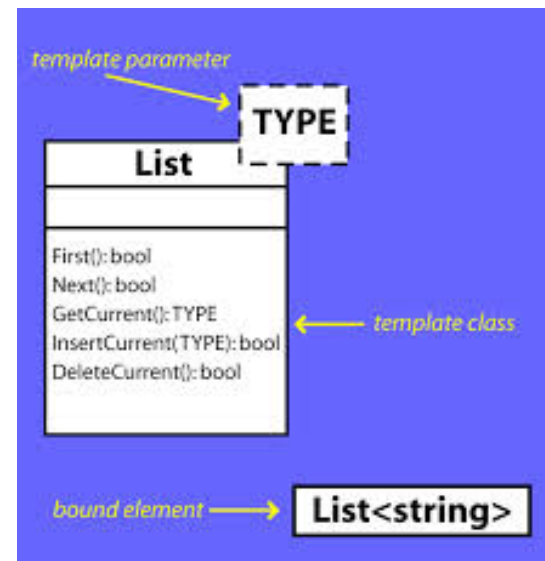 template parameter
TYPE
List
First(): bool
Next(): bool
GetCurrent(): TYPE
InsertCurrent(TYPE): bool
DeleteCurrent(): bool
template class
bound element
List<string>